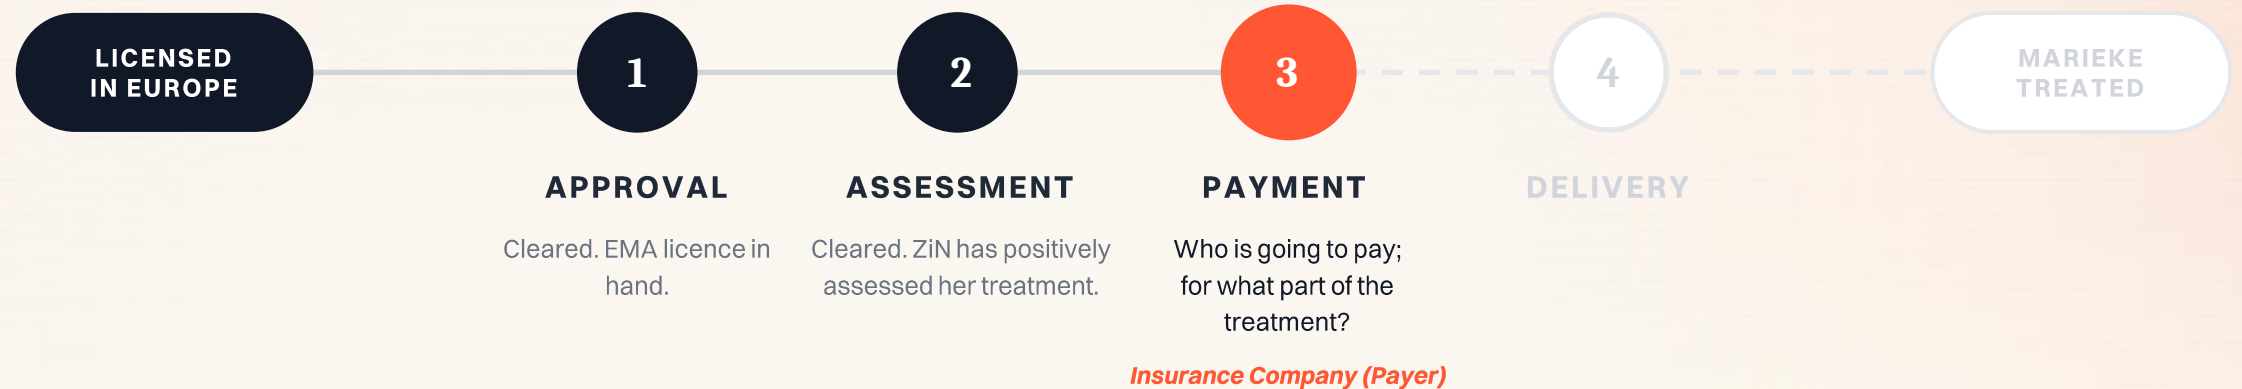 LICENSED
IN EUROPE
1
2
3
4
MARIEKE
TREATED
APPROVAL
ASSESSMENT
PAYMENT
DELIVERY
Cleared. EMA licence in
hand.
Cleared. ZiN has positively
assessed her treatment.
Who is going to pay;
for what part of the
treatment?
Insurance Company (Payer)